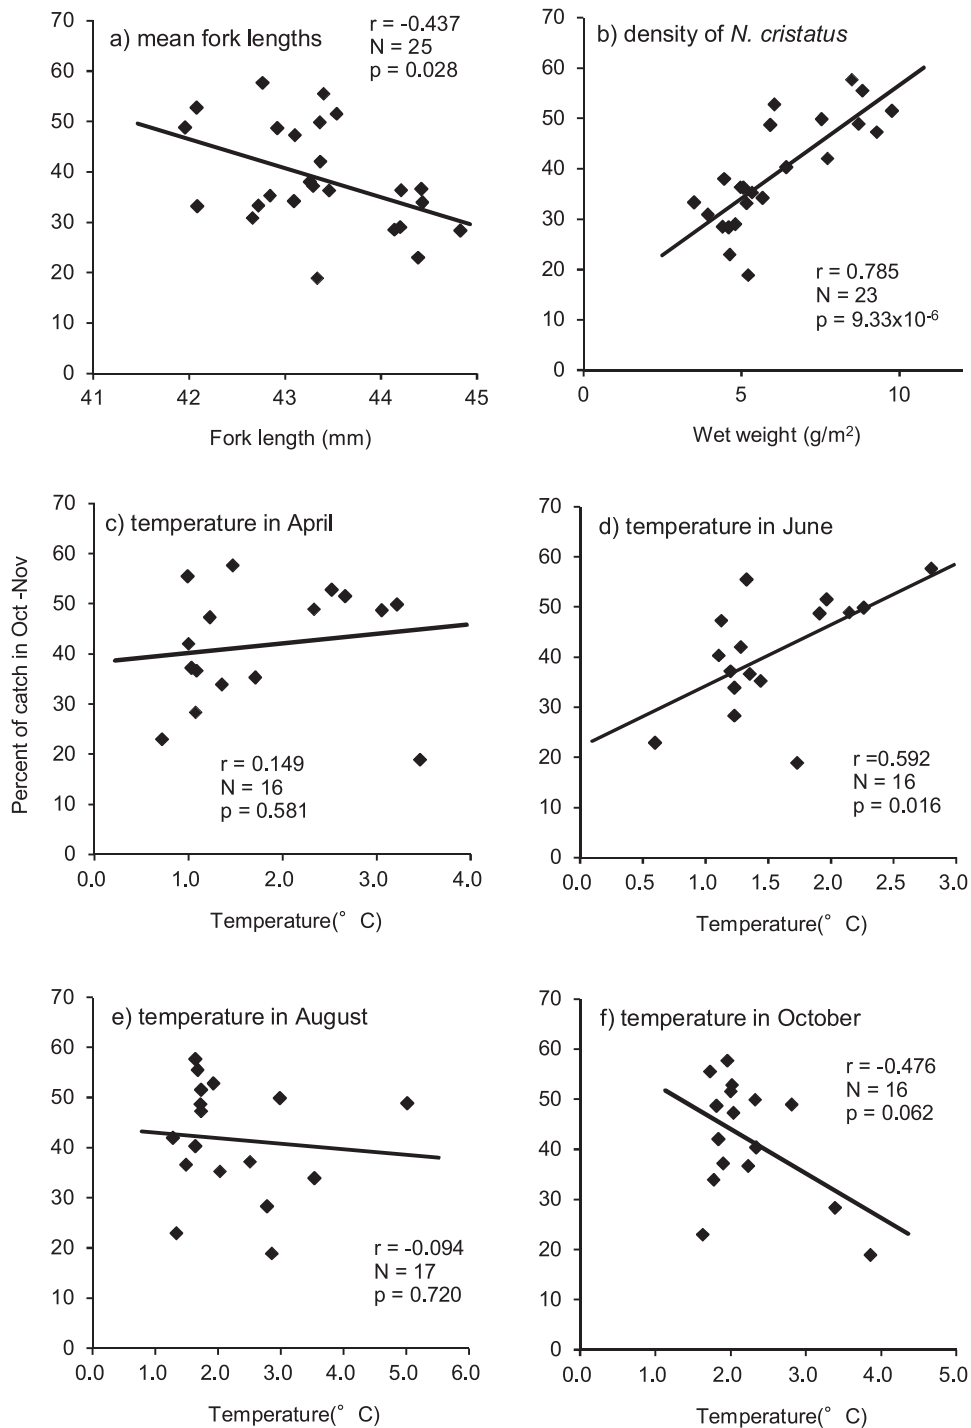 a) mean fork lengths
r = -0.437
N = 25
p = 0.028
70
60
50
40
30
20
10
0
41
42
43
44
45
Fork length (mm)
b) density of N. cristatus
r = 0.785
N = 23
p = 9.33x10-6
70
60
50
40
30
20
10
0
0
5
10
Wet weight (g/m2)
Percent of catch in Oct -Nov
c) temperature in April
r = 0.149
N = 16
p = 0.581
70
60
50
40
30
20
10
0
0.0
1.0
2.0
3.0
4.0
Temperature(° C)
d) temperature in June
r =0.592
N = 16
p = 0.016
70
60
50
40
30
20
10
0
0.0
0.5
1.0
1.5
2.0
2.5
3.0
Temperature(° C)
e) temperature in August
r = -0.094
N = 17
p = 0.720
70
60
50
40
30
20
10
0
0.0
1.0
2.0
3.0
4.0
5.0
6.0
Temperature(° C)
f) temperature in October
r = -0.476
N = 16
p = 0.062
70
60
50
40
30
20
10
0
0.0
1.0
2.0
3.0
4.0
5.0
Temperature(° C)